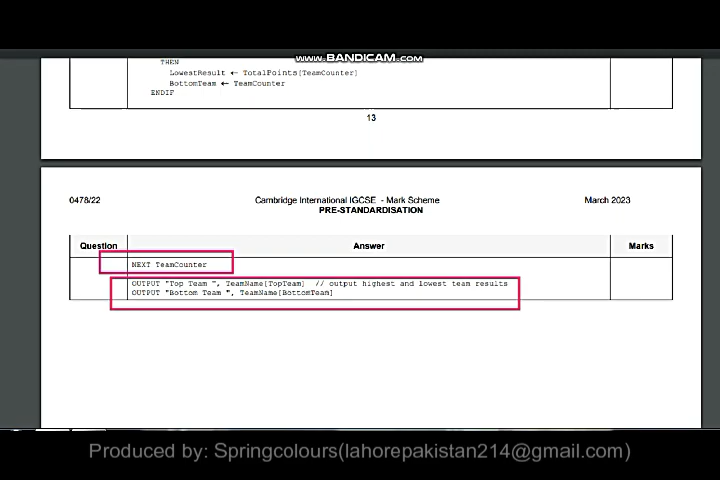 www.BANDICAM.com
THEN
LowestResult ← TotalPoints[TeamCounter]
BottomTeam ← TeamCounter
ENDIF
13
0478/22 Cambridge International IGCSE - Mark Scheme March 2023
PRE-STANDARDISATION
Question Answer Marks
NEXT TeamCounter
OUTPUT "Top Team ", TeamName[TopTeam] // output highest and lowest team results
OUTPUT "Bottom Team ", TeamName[BottomTeam]
Produced by: Springcolours(lahorepakistan214@gmail.com)